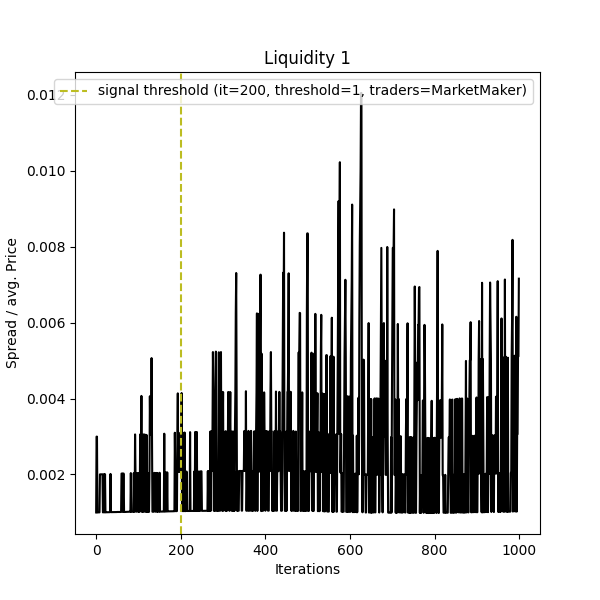 Liquidity 1
signal threshold (it=200, threshold=1, traders=MarketMaker)
0.012
0.010
0.008
0.006
0.004
0.002
Spread / avg. Price
0 200 400 600 800 1000
Iterations